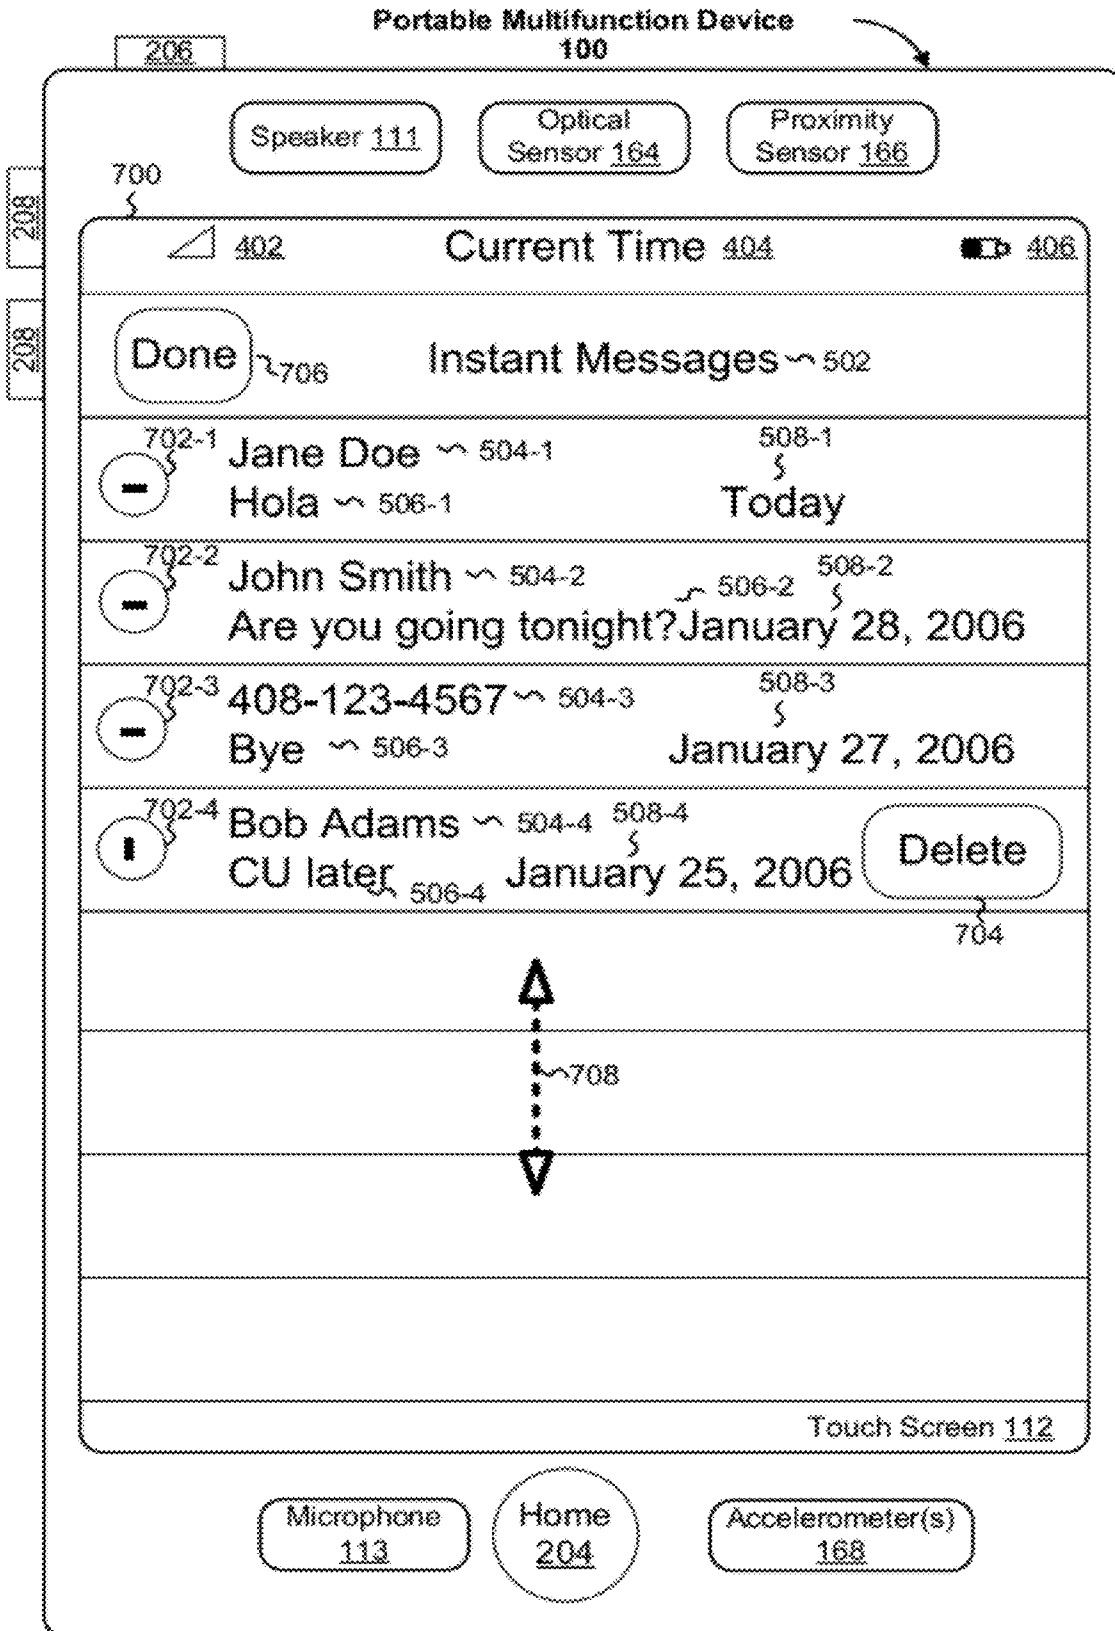 Portable Multifunction Device
100
206
Speaker 111
Optical
Sensor 164
Proximity
Sensor 166
700
208
402
Current Time 404
406
208
Done
706
Instant Messages 502
702-1
Jane Doe 504-1
508-1
Hola 506-1
Today
702-2
John Smith 504-2
506-2
508-2
Are you going tonight? January 28, 2006
702-3
408-123-4567 504-3
508-3
Bye 506-3
January 27, 2006
702-4
Bob Adams 504-4
508-4
Delete
CU later 506-4
January 25, 2006
704
708
Touch Screen 112
Microphone
113
Home
204
Accelerometer(s)
168